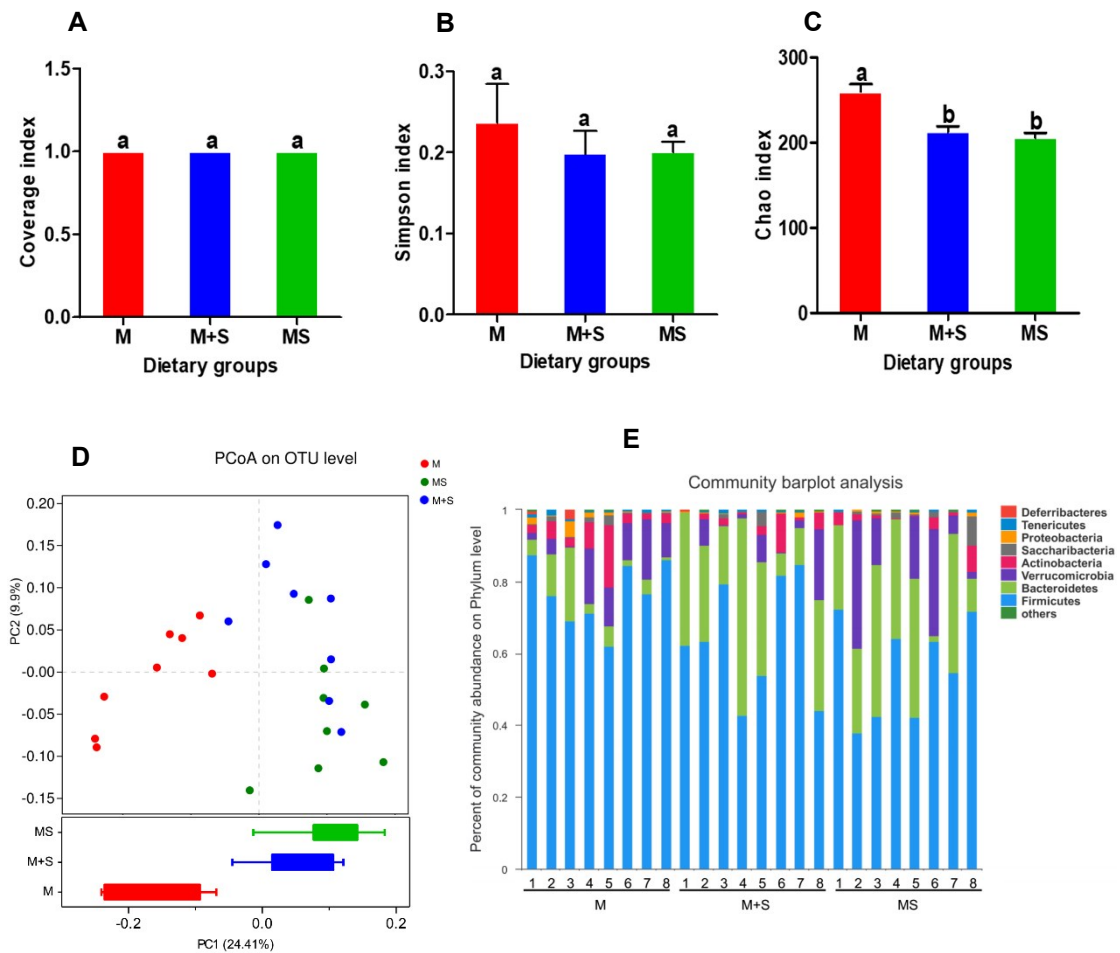 A
B
C
1.5
1.0
0.5
0.0
Coverage index
a
a
a
M
M+S
MS
Dietary groups
0.3
0.2
0.1
0.0
Simpson index
a
a
a
M
M+S
MS
Dietary groups
300
200
100
0
Chao index
a
b
b
M
M+S
MS
Dietary groups
D
PCoA on OTU level
M
MS
M+S
0.20
0.15
0.10
0.05
-0.00
-0.05
-0.10
-0.15
PC2 (9.9%)
MS
M+S
M
-0.2
0.0
0.2
PC1 (24.41%)
E
Community barplot analysis
Percent of community abundance on Phylum level
1
0.8
0.6
0.4
0.2
0
1 2 3 4 5 6 7 8 1 2 3 4 5 6 7 8 1 2 3 4 5 6 7 8
M M+S MS
Deferribacteres
Tenericutes
Proteobacteria
Saccharibacteria
Actinobacteria
Verrucomicrobia
Bacteroidetes
Firmicutes
others